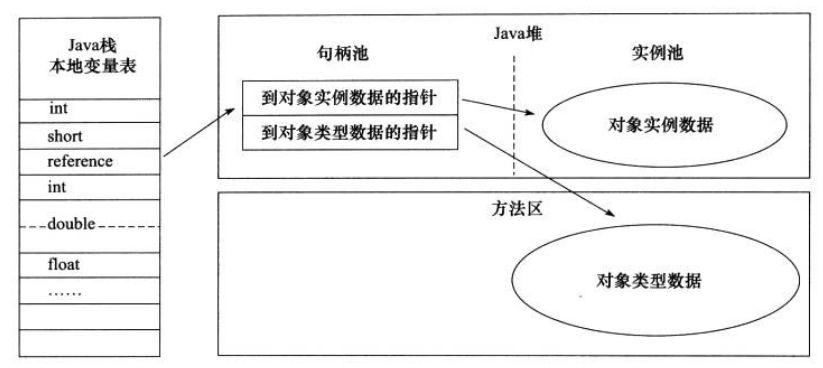 Java栈
本地变量表
int
short
reference
int
double
float
……
Java堆
句柄池
实例池
到对象实例数据的指针
到对象类型数据的指针
对象实例数据
方法区
对象类型数据